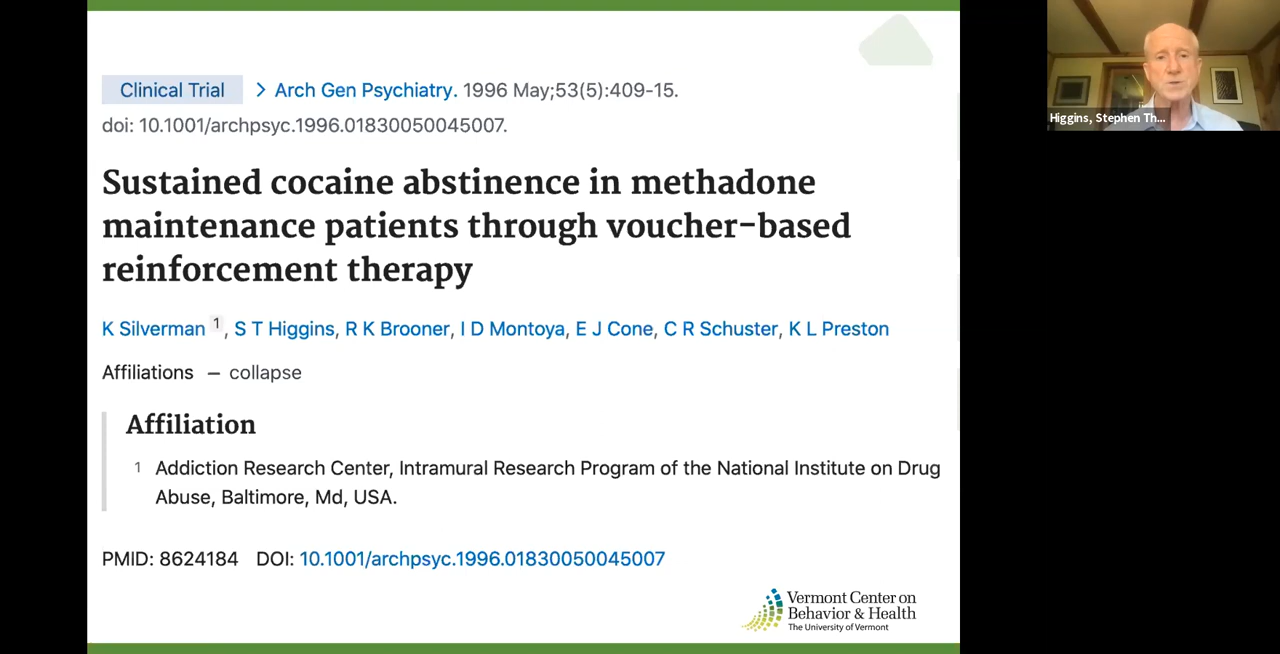 Clinical Trial > Arch Gen Psychiatry. 1996 May;53(5):409-15.
doi: 10.1001/archpsyc.1996.01830050045007.
Sustained cocaine abstinence in methadone
maintenance patients through voucher-based
reinforcement therapy
K Silverman 1, S T Higgins, R K Brooner, I D Montoya, E J Cone, C R Schuster, K L Preston
Affiliations — collapse
Affiliation
1 Addiction Research Center, Intramural Research Program of the National Institute on Drug
Abuse, Baltimore, Md, USA.
PMID: 8624184 DOI: 10.1001/archpsyc.1996.01830050045007
Vermont Center on
Behavior & Health
The University of Vermont
Higgins, Stephen Th...